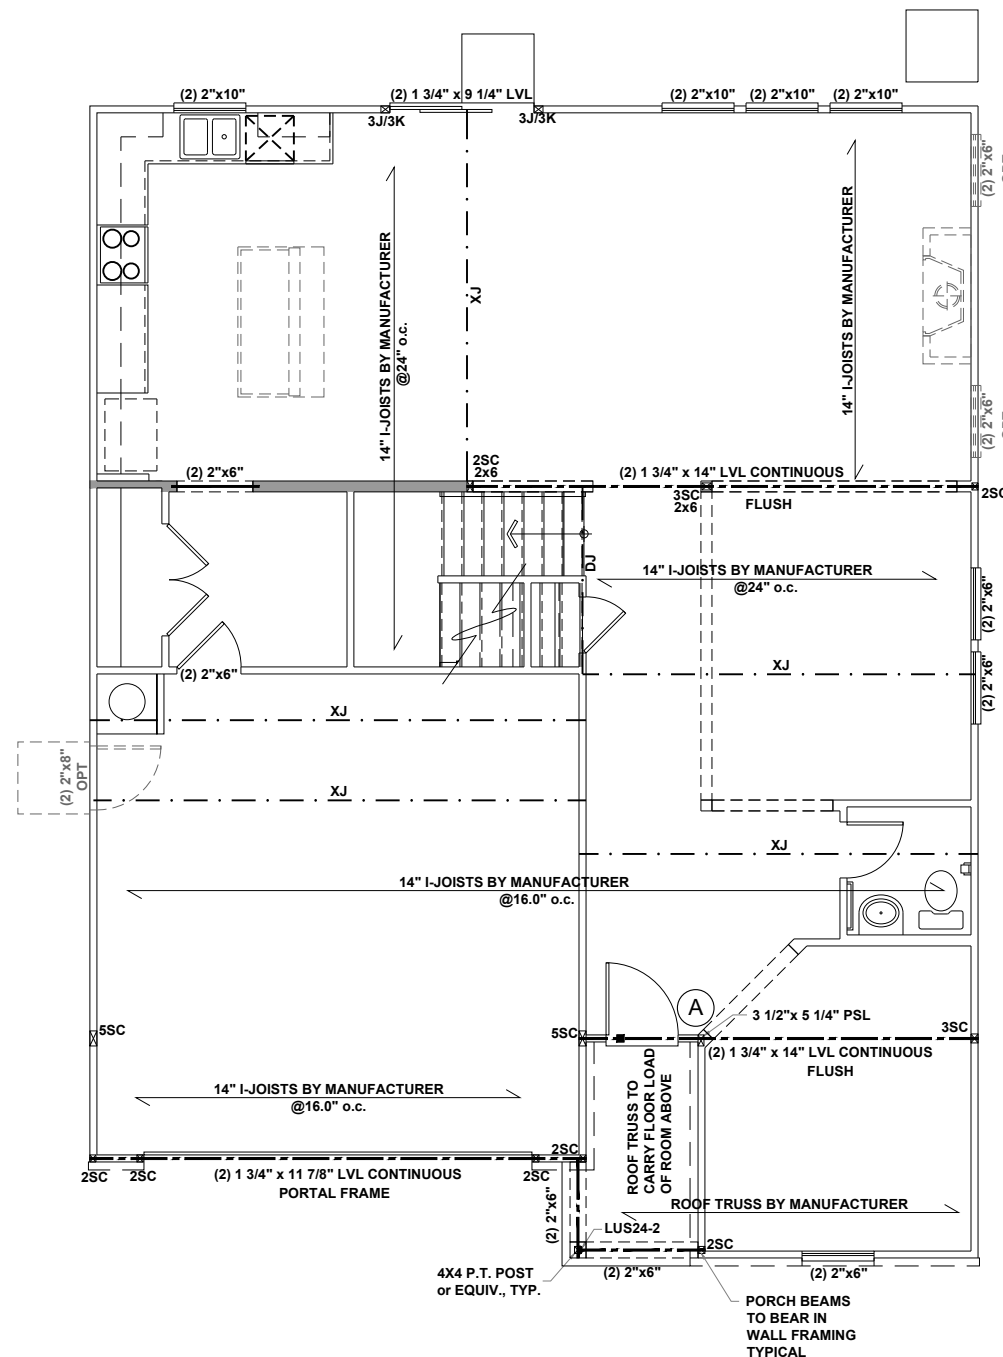 (2) 2"x10"
(2) 1 3/4" x 9 1/4" LVL
(2) 2"x10"
(2) 2"x10"
(2) 2"x10"
3J/3K
3J/3K
(2) 2"x6"
14" I-JOISTS BY MANUFACTURER
@24" o.c.
XJ
14" I-JOISTS BY MANUFACTURER
(2) 2"x6"
(2) 2"x6"
2SC
2x6
(2) 1 3/4" x 14" LVL CONTINUOUS
FLUSH
3SC
2x6
2SC
DJ
14" I-JOISTS BY MANUFACTURER
@24" o.c.
(2) 2"x6"
(2) 2"x6"
(2) 2"x6"
XJ
XJ
(2) 2"x8"
OPT
XJ
XJ
14" I-JOISTS BY MANUFACTURER
@16.0" o.c.
A
3 1/2"x 5 1/4" PSL
5SC
5SC
3SC
(2) 1 3/4" x 14" LVL CONTINUOUS
FLUSH
14" I-JOISTS BY MANUFACTURER
@16.0" o.c.
ROOF TRUSS TO
CARRY FLOOR LOAD
OF ROOM ABOVE
2SC
2SC
2SC
2SC
(2) 1 3/4" x 11 7/8" LVL CONTINUOUS
PORTAL FRAME
(2) 2"x6"
ROOF TRUSS BY MANUFACTURER
LUS24-2
2SC
4X4 P.T. POST
or EQUIV., TYP.
(2) 2"x6"
(2) 2"x6"
PORCH BEAMS
TO BEAR IN
WALL FRAMING
TYPICAL